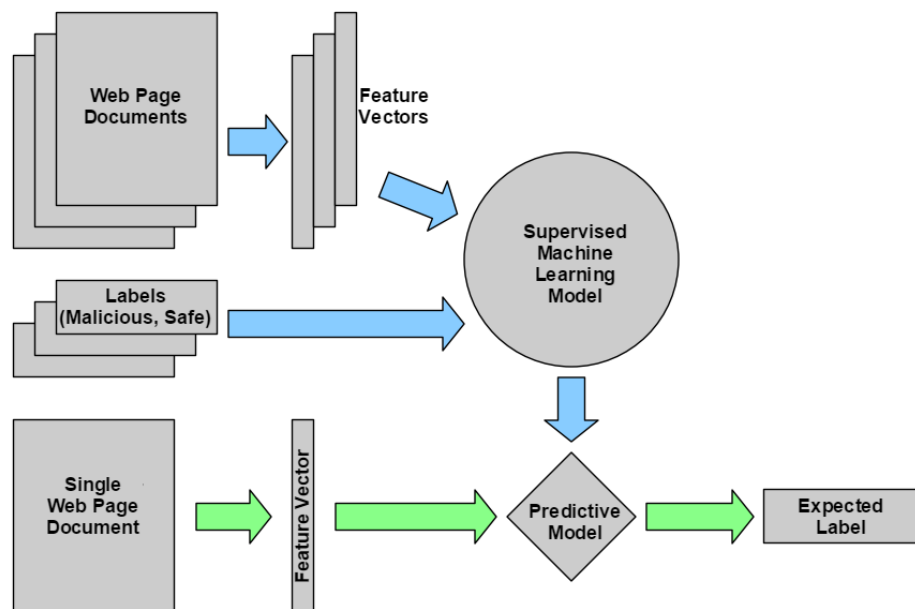 Web Page
Documents
Feature
Vectors
Supervised
Machine
Learning
Model
Labels
(Malicious, Safe)
Single
Web Page
Document
Feature Vector
Predictive
Model
Expected
Label